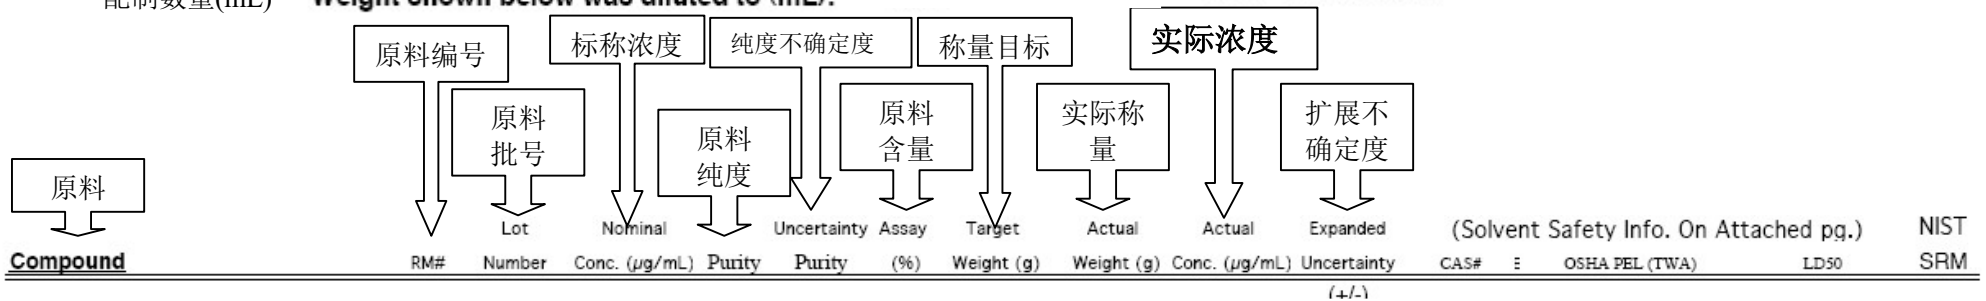 配制数量(mL) Weight shown below was diluted to (mL):
原料编号
标称浓度
纯度不确定度
称量目标
实际浓度
原料
批号
原料
纯度
原料
含量
实际称
量
扩展不
确定度
原料
Lot Nominal Uncertainty Assay Target Actual Actual Expanded (Solvent Safety Info. On Attached pg.) NIST
Compound RM# Number Conc. (µg/mL) Purity Purity (%) Weight (g) Weight (g) Conc. (µg/mL) Uncertainty CAS# E OSHA PEL (TWA) LD50 SRM
(+/-)